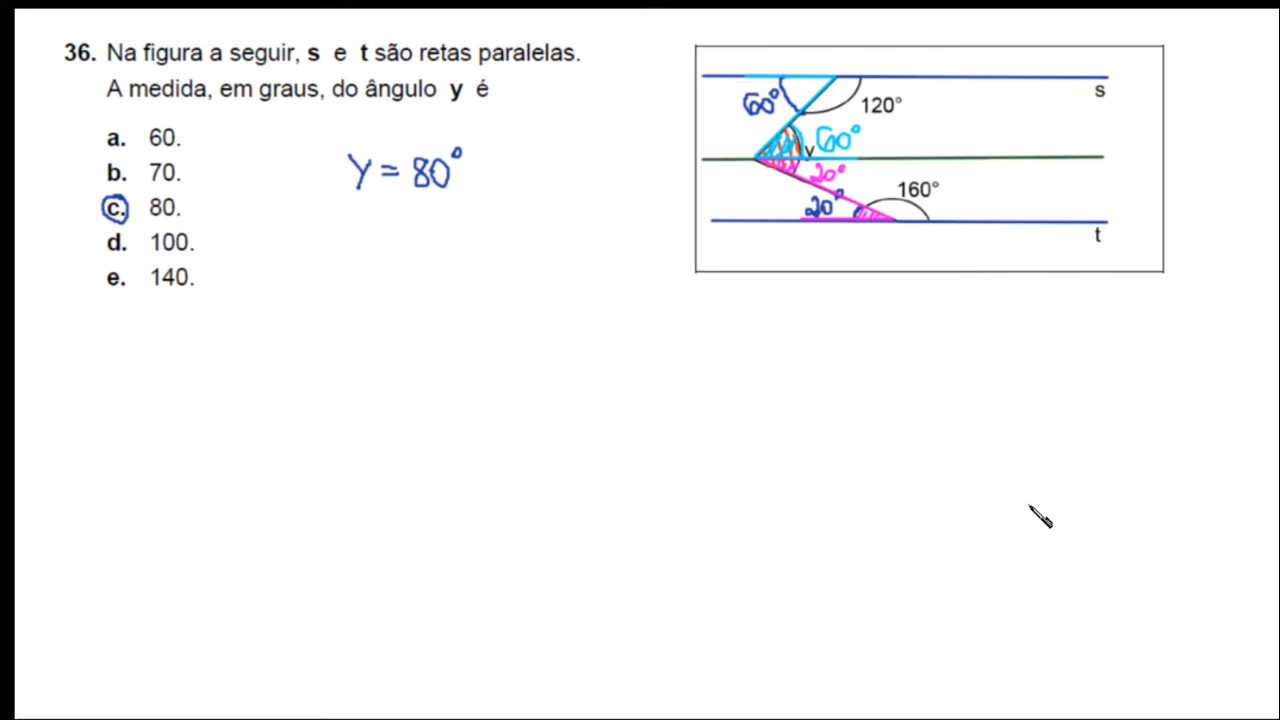 36. Na figura a seguir, s e t são retas paralelas.
A medida, em graus, do ângulo y é
a. 60.
b. 70.
c. 80.
d. 100.
e. 140.
Y = 80°
s
60°
120°
y
60°
20°
160°
20°
t